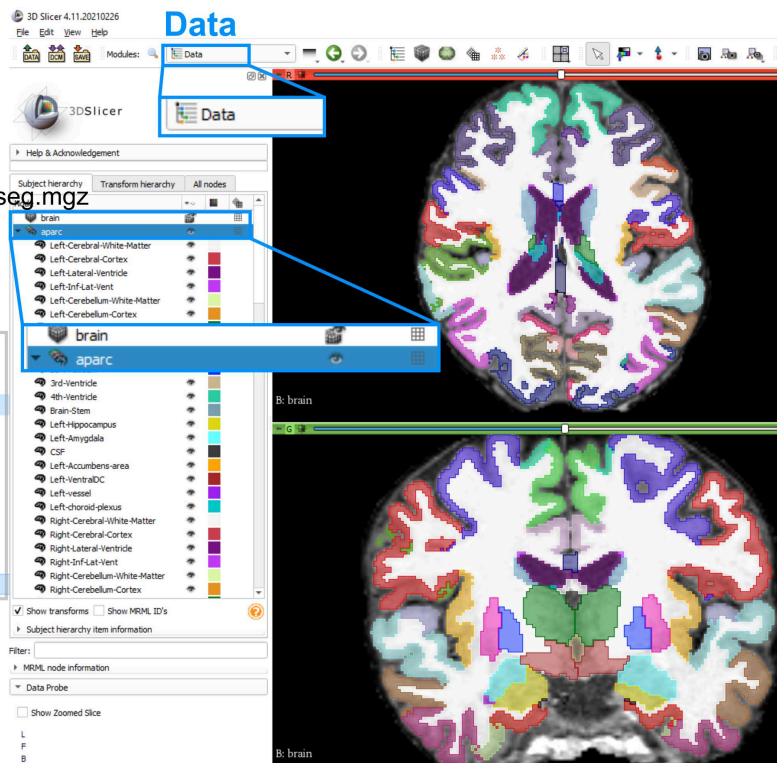 3D Slicer 4.11.20210226
Data
File Edit View Help
DATA DCM SAVE Modules: Data
R
Data
3DSlicer
Help & Acknowledgement
Subject hierarchy Transform hierarchy All nodes
seg.mgz
brain
aparc
Left-Cerebral-White-Matter
Left-Cerebral-Cortex
Left-Lateral-Ventricle
Left-Inf-Lat-Vent
Left-Cerebellum-White-Matter
Left-Cerebellum-Cortex
brain
aparc
3rd-Ventricle
4th-Ventricle
Brain-Stem
Left-Hippocampus
Left-Amygdala
CSF
Left-Accumbens-area
Left-VentralDC
Left-vessel
Left-choroid-plexus
Right-Cerebral-White-Matter
Right-Cerebral-Cortex
Right-Lateral-Ventricle
Right-Inf-Lat-Vent
Right-Cerebellum-White-Matter
Right-Cerebellum-Cortex
Show transforms Show MRML ID's
Subject hierarchy item information
Filter:
MRML node information
Data Probe
Show Zoomed Slice
L
F
B
B: brain
G
B: brain